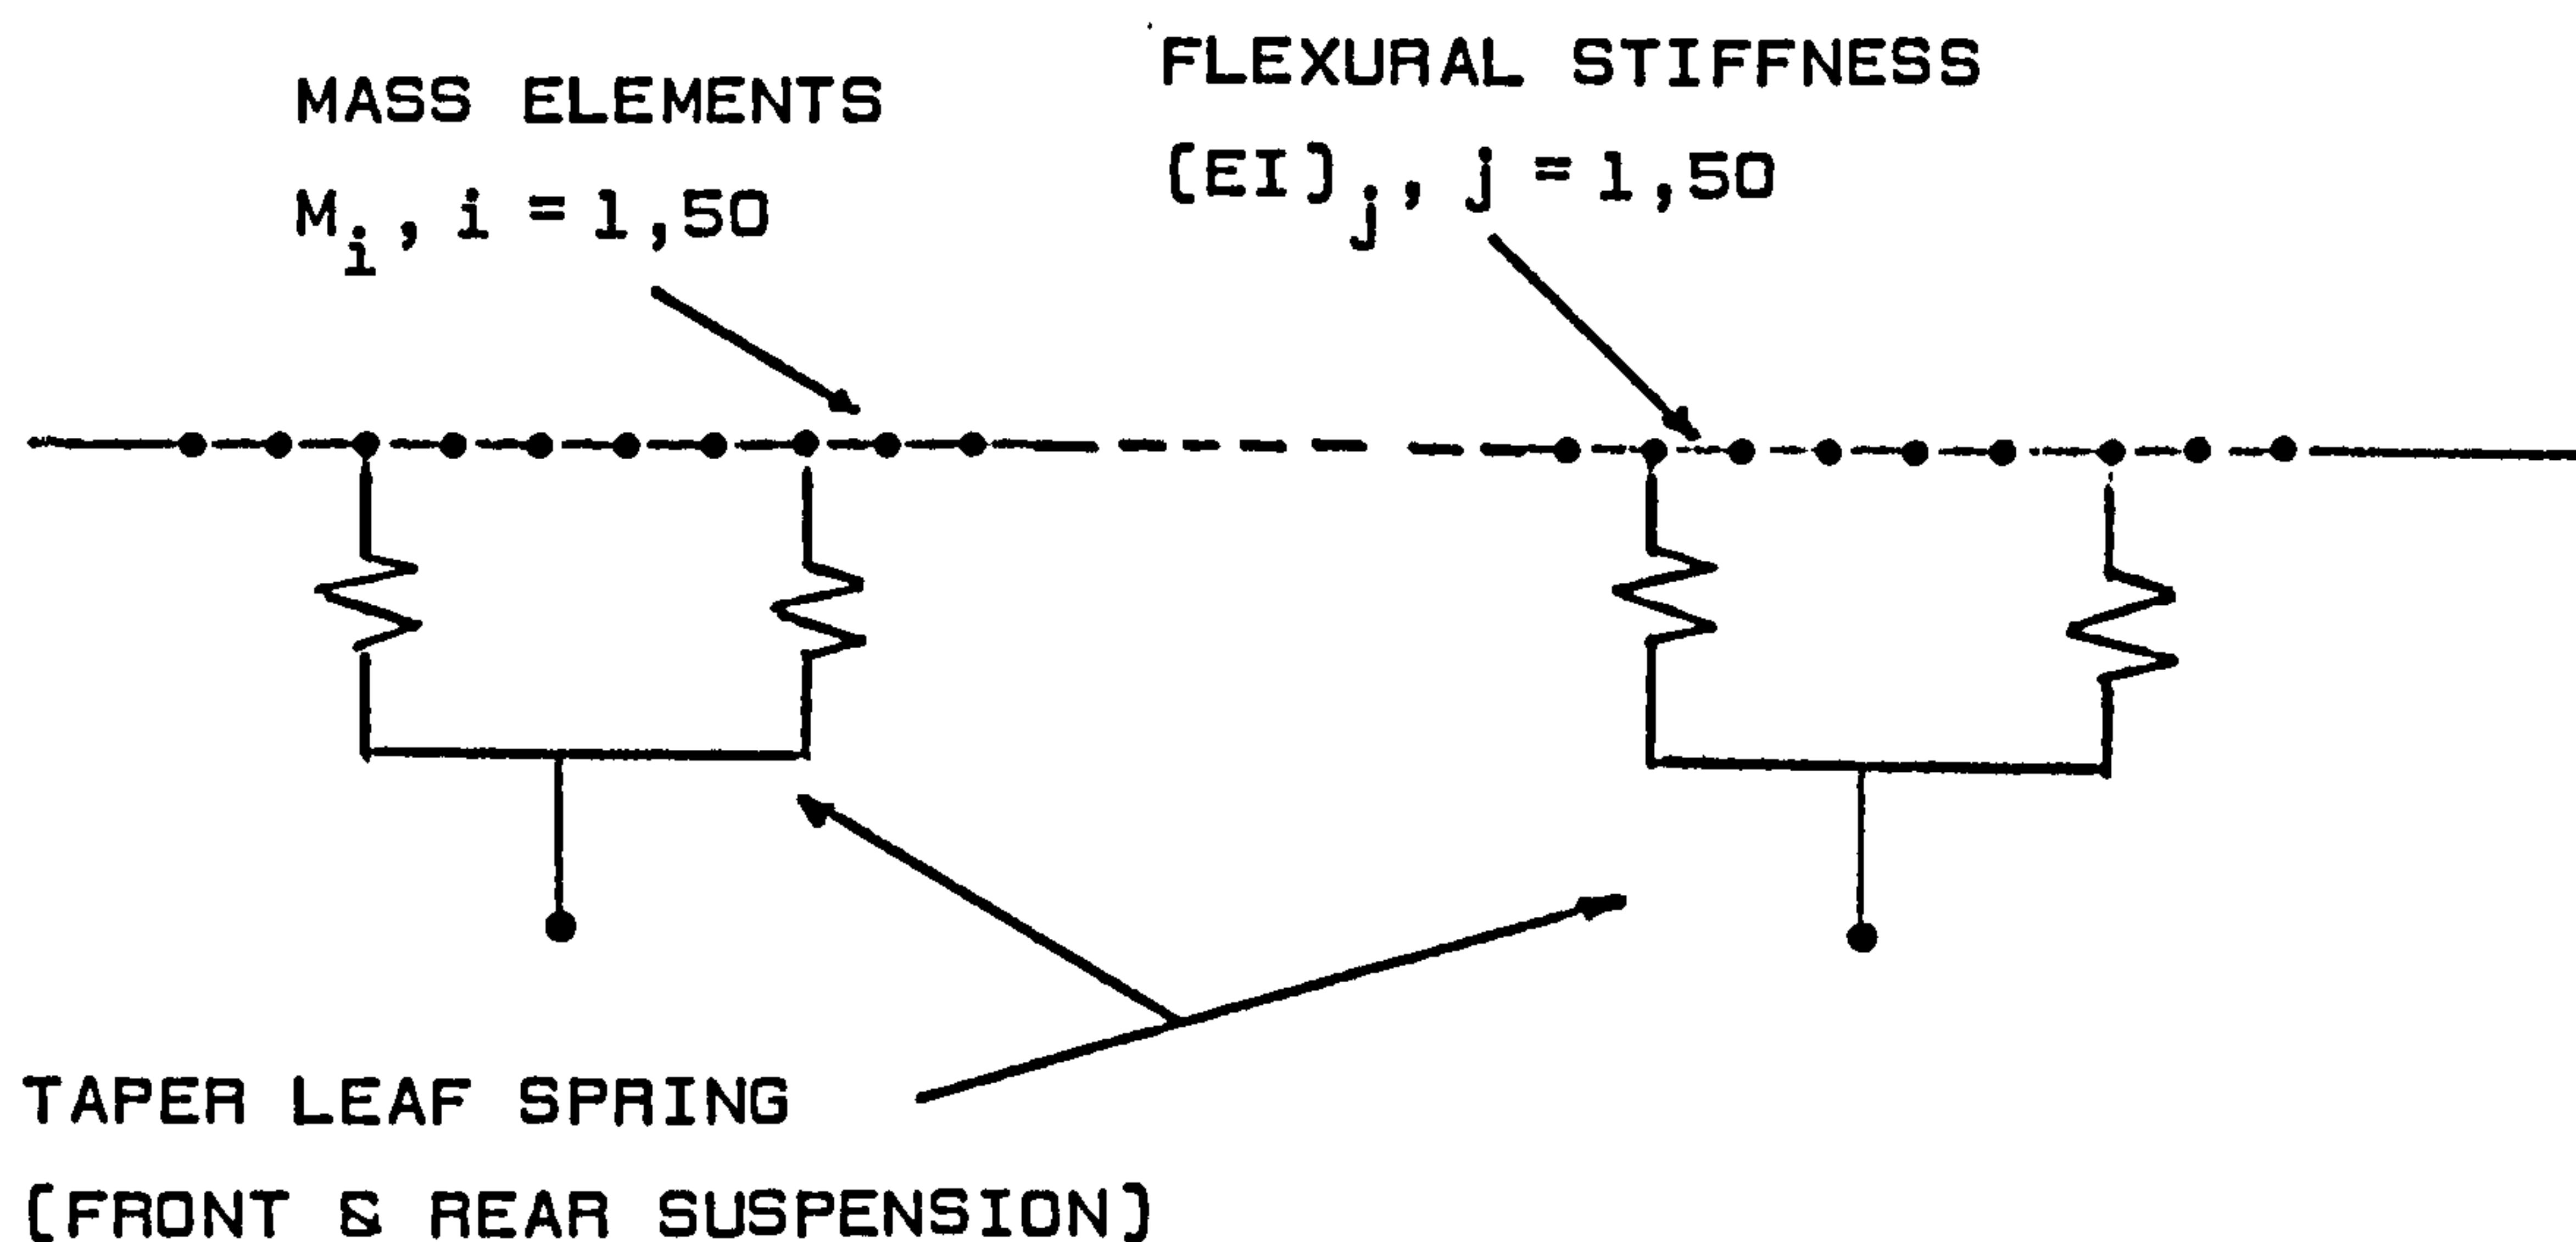 MASS ELEMENTS
M_i, i = 1,50
FLEXURAL STIFFNESS
(EI)_j, j = 1,50
TAPER LEAF SPRING
(FRONT & REAR SUSPENSION)